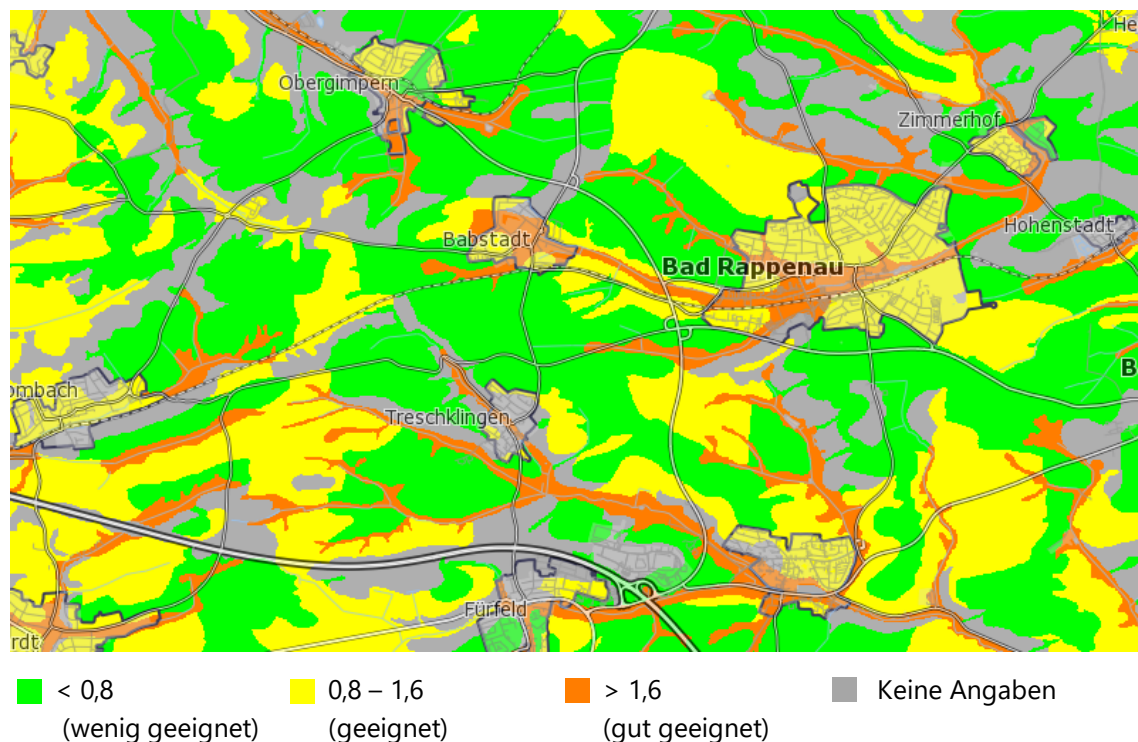 He
Obergimpern
Zimmerhof
Hohenstadt
Babstadt
Bad Rappenau
B
ombach
Treschklingen
Fürfeld
rdt
< 0,8 0,8 – 1,6 > 1,6 Keine Angaben
(wenig geeignet) (geeignet) (gut geeignet)